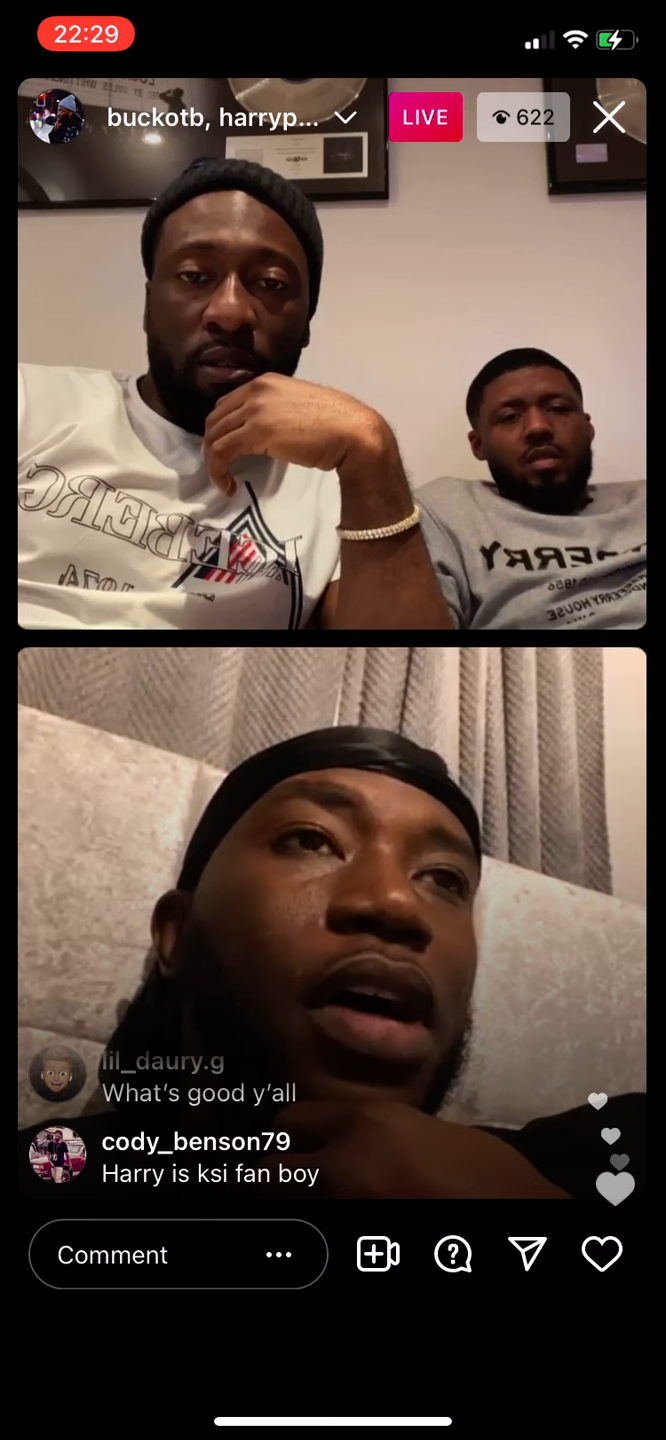 22:29
buckotb, harryp...
LIVE
622
lil_daury.g
What's good y'all
cody_benson79
Harry is ksi fan boy
Comment